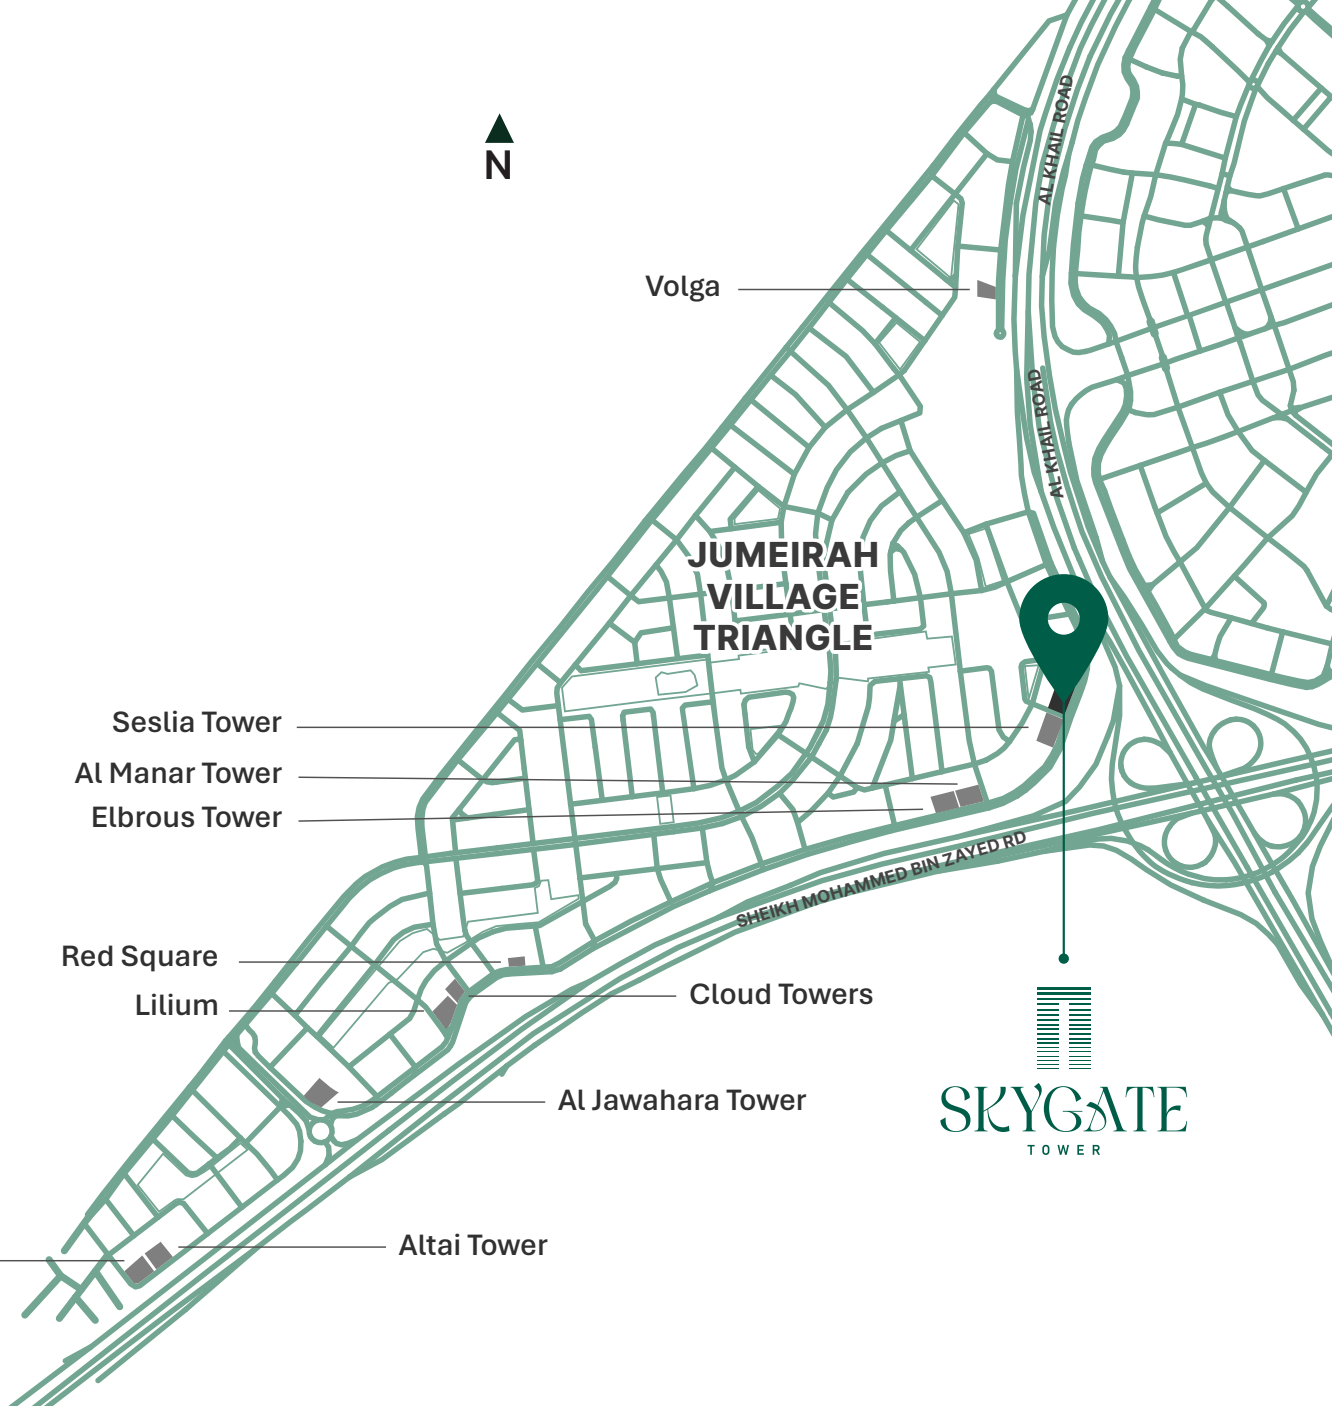 AL KHAIL ROAD
N
Volga
AL KHAIL ROAD
JUMEIRAH
VILLAGE
TRIANGLE
Seslia Tower
Al Manar Tower
Elbrous Tower
SHEIKH MOHAMMED BIN ZAYED RD
Red Square
Lilium
Cloud Towers
Al Jawahara Tower
SKYGATE
TOWER
Altai Tower